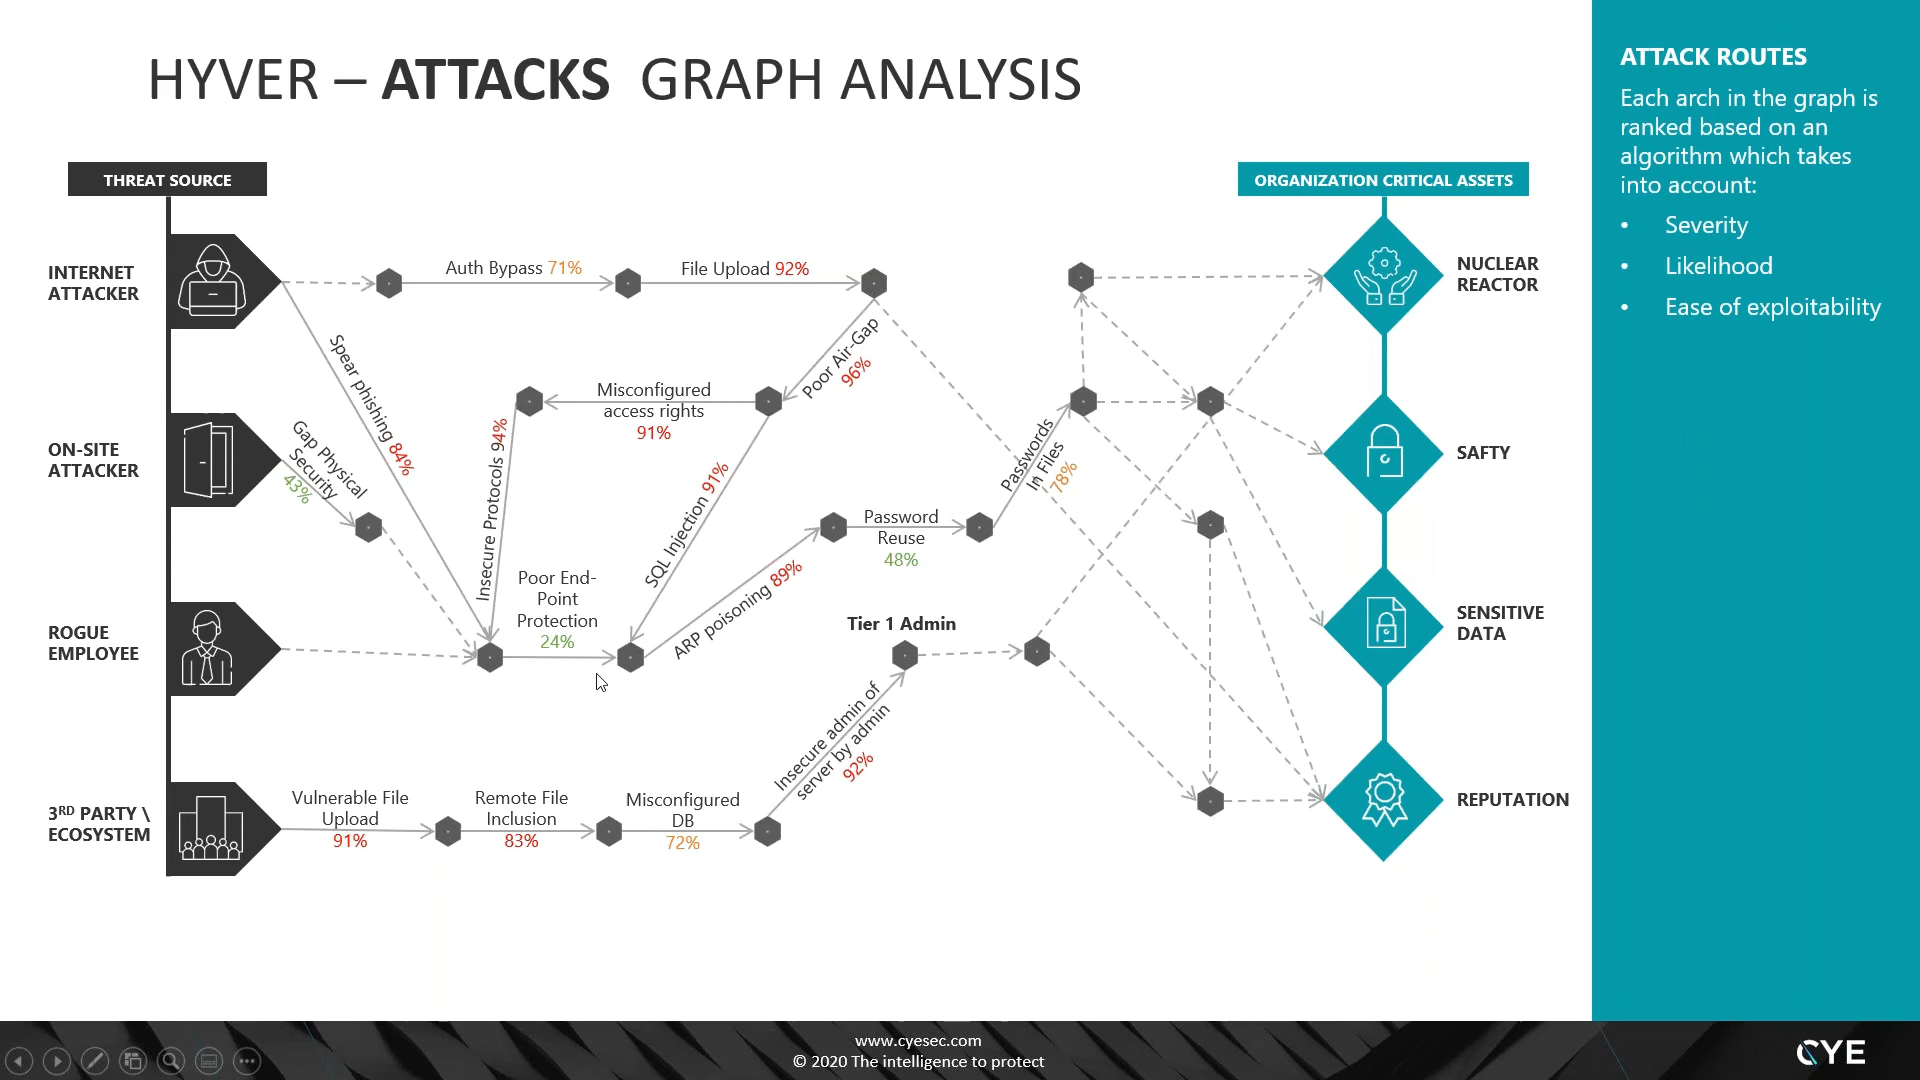 HYVER – ATTACKS GRAPH ANALYSIS
THREAT SOURCE
ORGANIZATION CRITICAL ASSETS
INTERNET
ATTACKER
ON-SITE
ATTACKER
ROGUE
EMPLOYEE
3RD PARTY \
ECOSYSTEM
Auth Bypass 71%
File Upload 92%
Spear phishing 84%
Gap Physical
Security
43%
Poor Air-Gap
96%
Misconfigured
access rights
91%
Insecure Protocols 94%
SQL Injection 91%
Poor End-
Point
Protection
24%
ARP poisoning 89%
Password
Reuse
48%
Passwords
In Files
78%
Tier 1 Admin
Insecure admin of
server by admin
92%
Vulnerable File
Upload
91%
Remote File
Inclusion
83%
Misconfigured
DB
72%
NUCLEAR
REACTOR
SAFTY
SENSITIVE
DATA
REPUTATION
ATTACK ROUTES
Each arch in the graph is
ranked based on an
algorithm which takes
into account:
• Severity
• Likelihood
• Ease of exploitability
www.cyesec.com
© 2020 The intelligence to protect
CYE